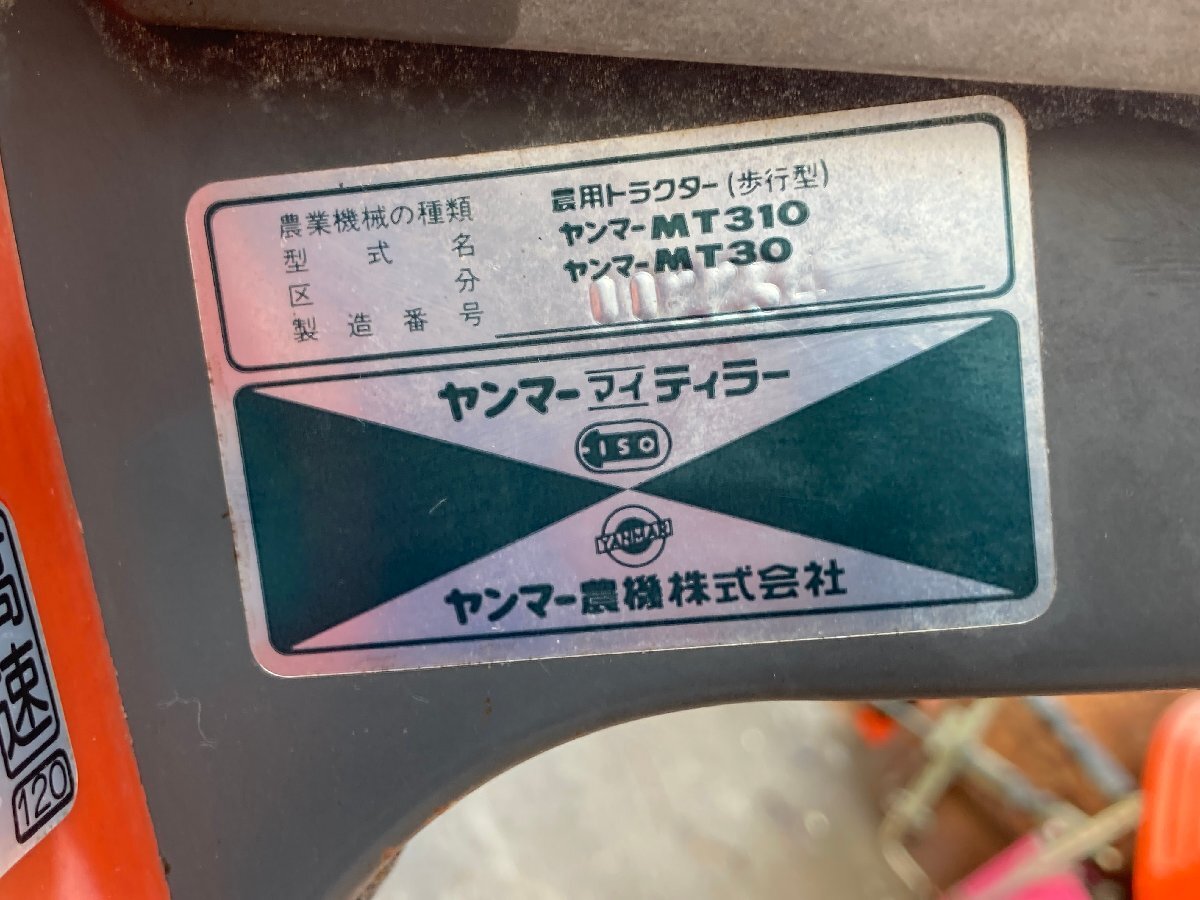 農業機械の種類 農用トラクター(歩行型)
型式名 ヤンマーMT310
区分 ヤンマーMT30
製造番号
ヤンマーマイティラー
ISO
YANMAR
ヤンマー農機株式会社
高速
120